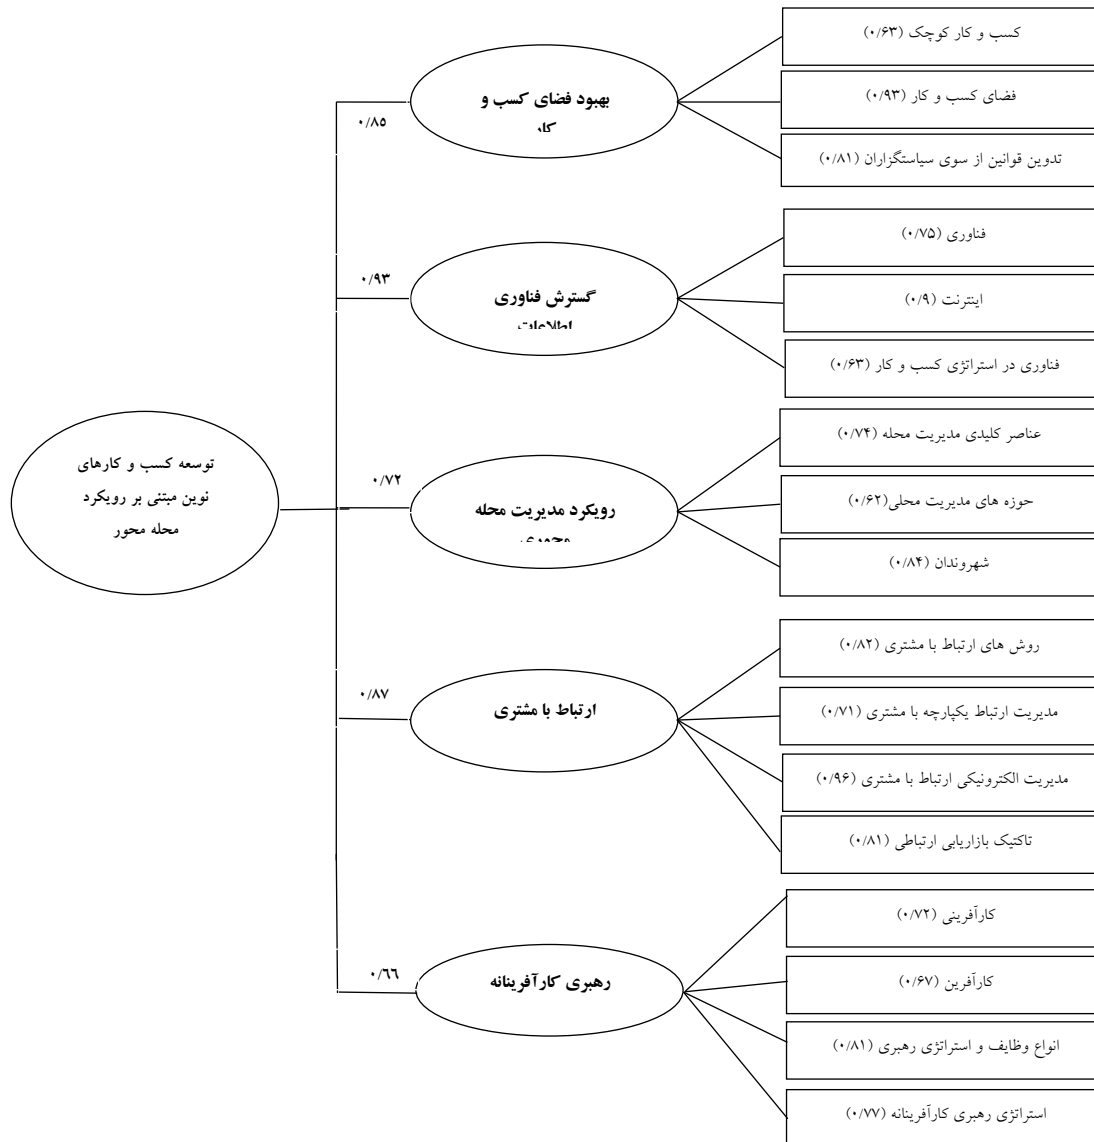 توسعه کسب و کارهای
نوین مبتنی بر رویکرد
محله محور
۰/۸۵
بهبود فضای کسب و
کار
کسب و کار کوچک (۰/۶۳)
فضای کسب و کار (۰/۹۳)
تدوین قوانین از سوی سیاستگزاران (۰/۸۱)
۰/۹۳
گسترش فناوری
اطلاعات
فناوری (۰/۷۵)
اینترنت (۰/۹)
فناوری در استراتژی کسب و کار (۰/۶۳)
۰/۷۲
رویکرد مدیریت محله
محوری
عناصر کلیدی مدیریت محله (۰/۷۴)
حوزه های مدیریت محلی(۰/۶۲)
شهروندان (۰/۸۴)
۰/۸۷
ارتباط با مشتری
روش های ارتباط با مشتری (۰/۸۲)
مدیریت ارتباط یکپارچه با مشتری (۰/۷۱)
مدیریت الکترونیکی ارتباط با مشتری (۰/۹۶)
تاکتیک بازاریابی ارتباطی (۰/۸۱)
۰/٦٦
رهبری کارآفرینانه
کارآفرینی (۰/۷۲)
کارآفرین (۰/۶۷)
انواع وظایف و استراتژی رهبری (۰/۸۱)
استراتژی رهبری کارآفرینانه (۰/۷۷)